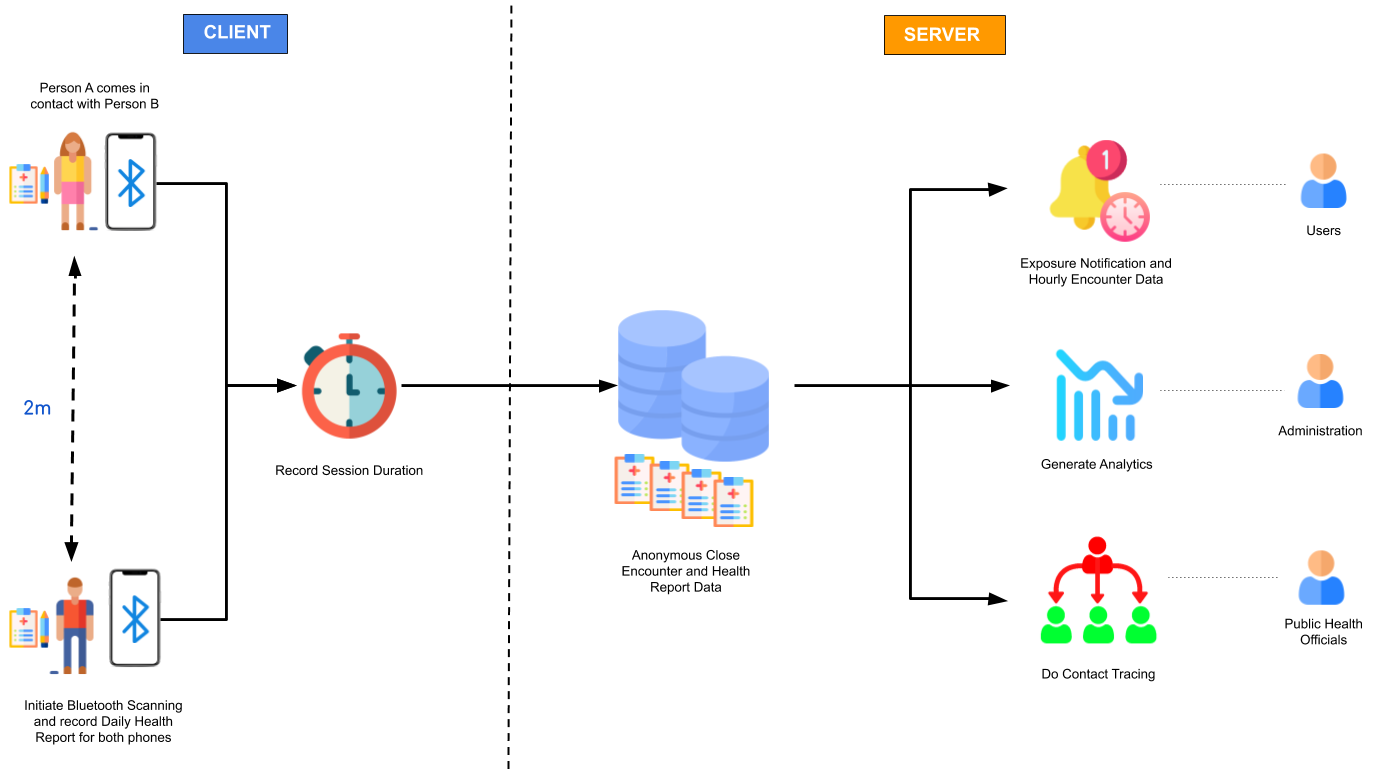 CLIENT
SERVER
Person A comes in
contact with Person B
2m
Initiate Bluetooth Scanning
and record Daily Health
Report for both phones
Record Session Duration
Anonymous Close
Encounter and Health
Report Data
1
Exposure Notification and
Hourly Encounter Data
Users
Generate Analytics
Administration
Do Contact Tracing
Public Health
Officials